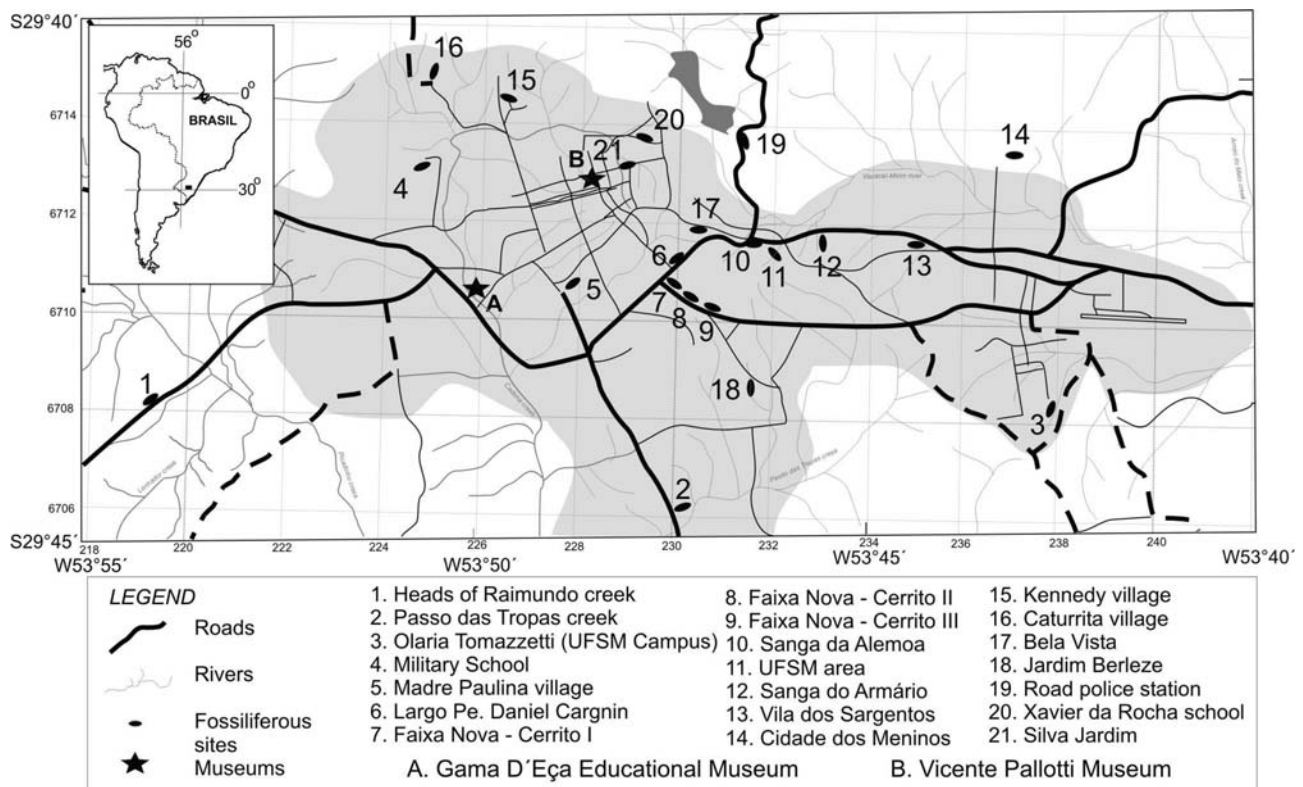 S29°40´
56°
0°
BRASIL
30°
16
15
20
19
14
6714
B
21
4
Vacacaí-Mirim river
6712
17
6
10
11
12
13
A
5
7
8
9
6710
1
18
3
6708
Cadena creek
2
6706
S29°45´
218
220
222
224
226
228
230
232
234
236
238
240
W53°55´
W53°50´
W53°45´
W53°40´
LEGEND
Roads
Rivers
Fossiliferous
sites
Museums
1. Heads of Raimundo creek
2. Passo das Tropas creek
3. Olaria Tomazzetti (UFSM Campus)
4. Military School
5. Madre Paulina village
6. Largo Pe. Daniel Cargnin
7. Faixa Nova - Cerrito I
8. Faixa Nova - Cerrito II
9. Faixa Nova - Cerrito III
10. Sanga da Alemoa
11. UFSM area
12. Sanga do Armário
13. Vila dos Sargentos
14. Cidade dos Meninos
15. Kennedy village
16. Caturrita village
17. Bela Vista
18. Jardim Berleze
19. Road police station
20. Xavier da Rocha school
21. Silva Jardim
A. Gama D´Eça Educational Museum
B. Vicente Pallotti Museum